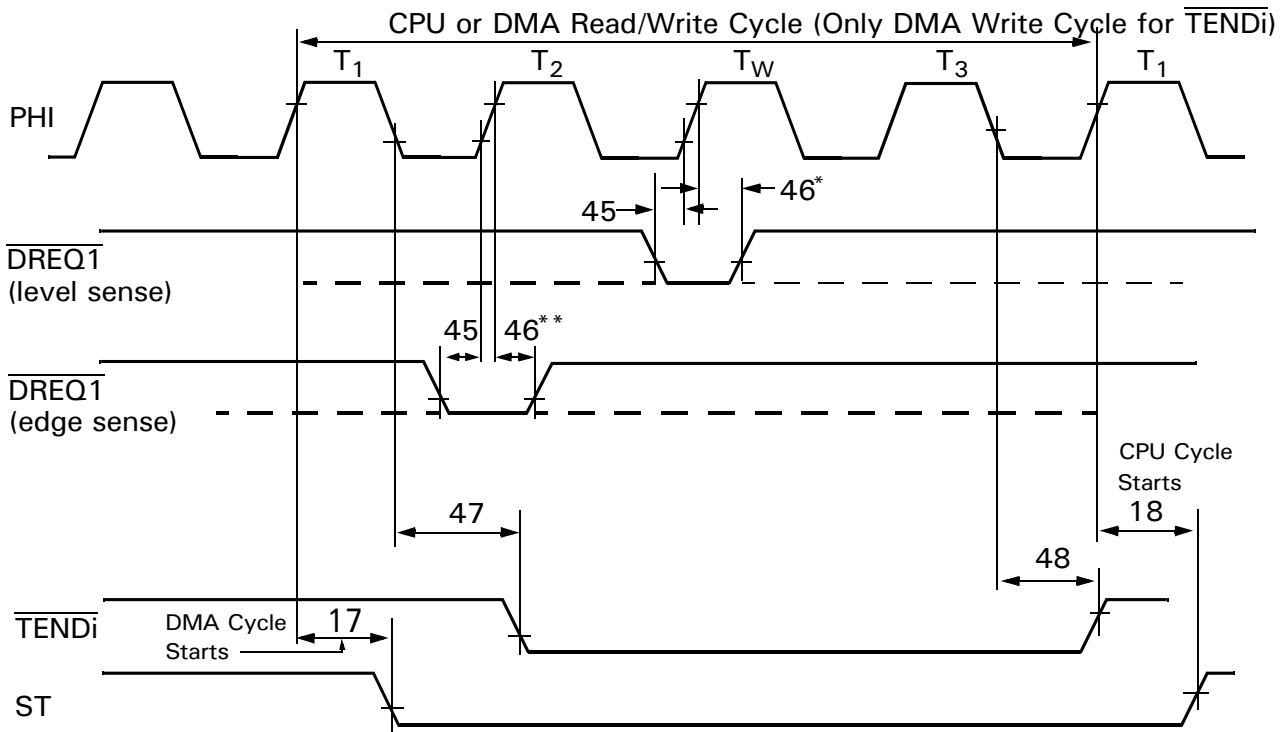 CPU or DMA Read/Write Cycle (Only DMA Write Cycle for TENDi)
T1 T2 TW T3 T1
PHI
45 46*
DREQ1
(level sense)
45 46**
DREQ1
(edge sense)
CPU Cycle
Starts
47 18
48
TENDi
DMA Cycle
Starts
17
ST